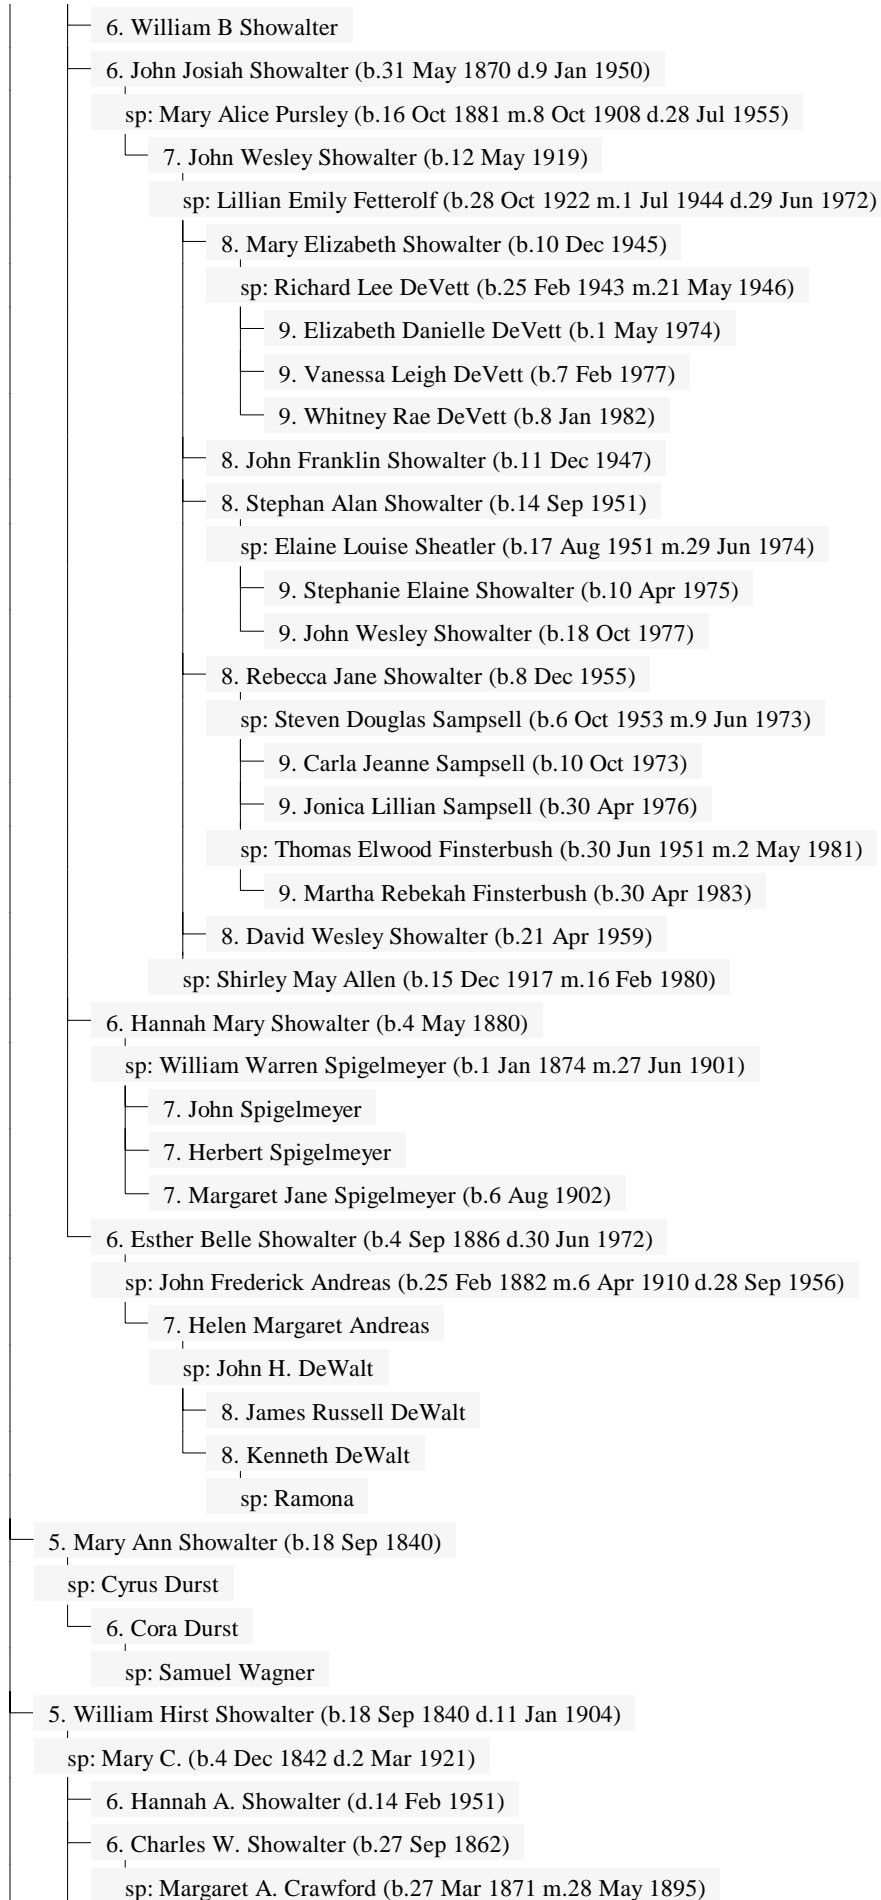 6. William B Showalter
6. John Josiah Showalter (b.31 May 1870 d.9 Jan 1950)
sp: Mary Alice Pursley (b.16 Oct 1881 m.8 Oct 1908 d.28 Jul 1955)
7. John Wesley Showalter (b.12 May 1919)
sp: Lillian Emily Fetterolf (b.28 Oct 1922 m.1 Jul 1944 d.29 Jun 1972)
8. Mary Elizabeth Showalter (b.10 Dec 1945)
sp: Richard Lee DeVett (b.25 Feb 1943 m.21 May 1946)
9. Elizabeth Danielle DeVett (b.1 May 1974)
9. Vanessa Leigh DeVett (b.7 Feb 1977)
9. Whitney Rae DeVett (b.8 Jan 1982)
8. John Franklin Showalter (b.11 Dec 1947)
8. Stephan Alan Showalter (b.14 Sep 1951)
sp: Elaine Louise Sheatler (b.17 Aug 1951 m.29 Jun 1974)
9. Stephanie Elaine Showalter (b.10 Apr 1975)
9. John Wesley Showalter (b.18 Oct 1977)
8. Rebecca Jane Showalter (b.8 Dec 1955)
sp: Steven Douglas Sampsell (b.6 Oct 1953 m.9 Jun 1973)
9. Carla Jeanne Sampsell (b.10 Oct 1973)
9. Jonica Lillian Sampsell (b.30 Apr 1976)
sp: Thomas Elwood Finsterbush (b.30 Jun 1951 m.2 May 1981)
9. Martha Rebekah Finsterbush (b.30 Apr 1983)
8. David Wesley Showalter (b.21 Apr 1959)
sp: Shirley May Allen (b.15 Dec 1917 m.16 Feb 1980)
6. Hannah Mary Showalter (b.4 May 1880)
sp: William Warren Spigelmeyer (b.1 Jan 1874 m.27 Jun 1901)
7. John Spigelmeyer
7. Herbert Spigelmeyer
7. Margaret Jane Spigelmeyer (b.6 Aug 1902)
6. Esther Belle Showalter (b.4 Sep 1886 d.30 Jun 1972)
sp: John Frederick Andreas (b.25 Feb 1882 m.6 Apr 1910 d.28 Sep 1956)
7. Helen Margaret Andreas
sp: John H. DeWalt
8. James Russell DeWalt
8. Kenneth DeWalt
sp: Ramona
5. Mary Ann Showalter (b.18 Sep 1840)
sp: Cyrus Durst
6. Cora Durst
sp: Samuel Wagner
5. William Hirst Showalter (b.18 Sep 1840 d.11 Jan 1904)
sp: Mary C. (b.4 Dec 1842 d.2 Mar 1921)
6. Hannah A. Showalter (d.14 Feb 1951)
6. Charles W. Showalter (b.27 Sep 1862)
sp: Margaret A. Crawford (b.27 Mar 1871 m.28 May 1895)